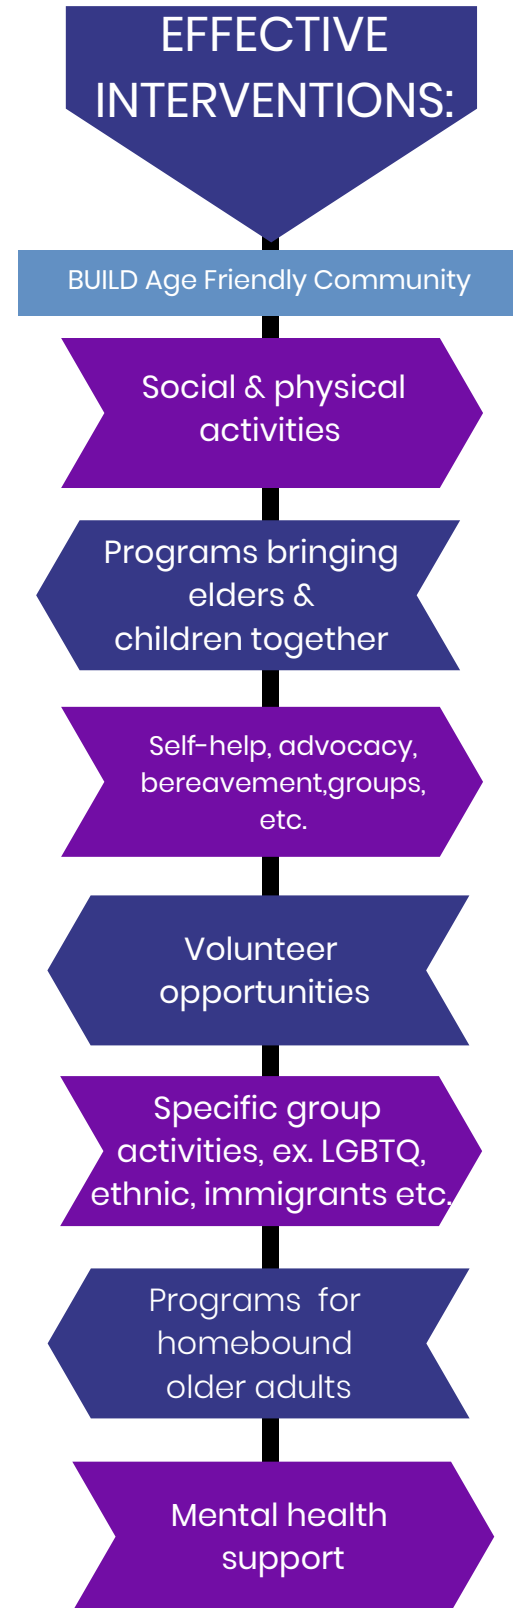 EFFECTIVE
INTERVENTIONS:
BUILD Age Friendly Community
Social & physical
activities
Programs bringing
elders &
children together
Self-help, advocacy,
bereavement,groups,
etc.
Volunteer
opportunities
Specific group
activities, ex. LGBTQ,
ethnic, immigrants etc.
Programs for
homebound
older adults
Mental health
support